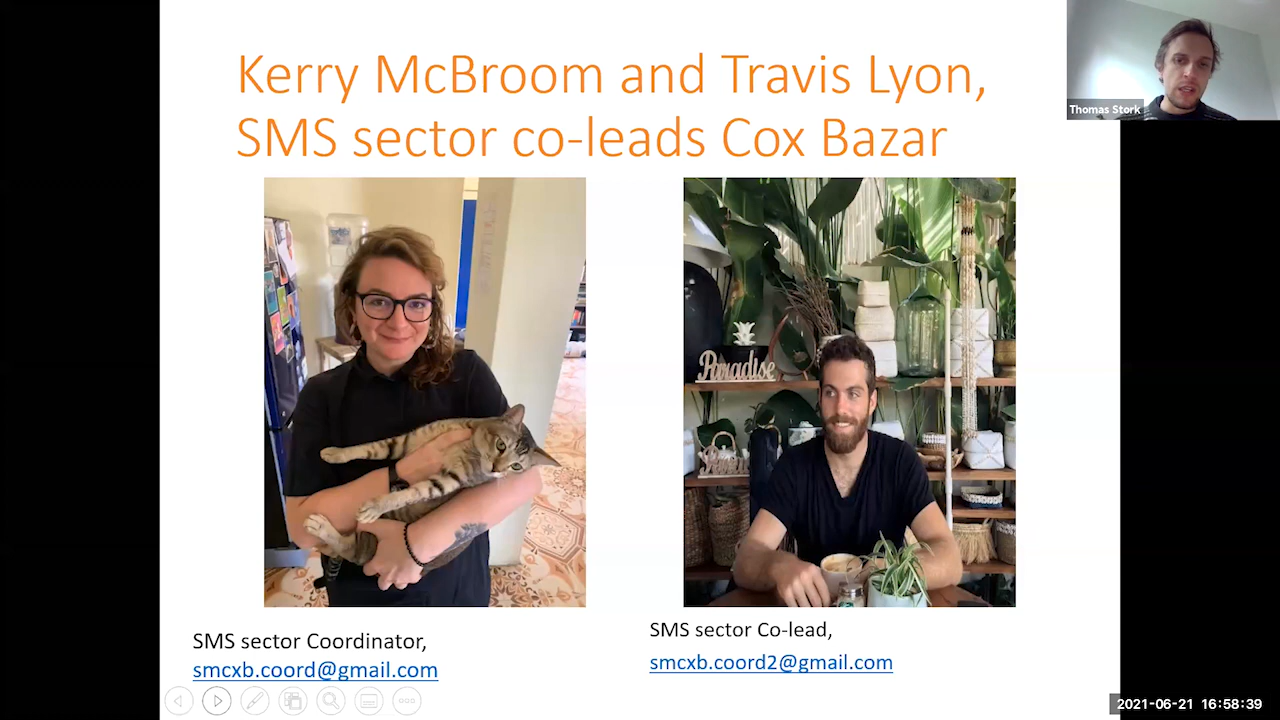 Kerry McBroom and Travis Lyon,
SMS sector co-leads Cox Bazar
Thomas Stork
Paradise
SMS sector Coordinator,
smcxb.coord@gmail.com
SMS sector Co-lead,
smcxb.coord2@gmail.com
2021-06-21 16:58:39